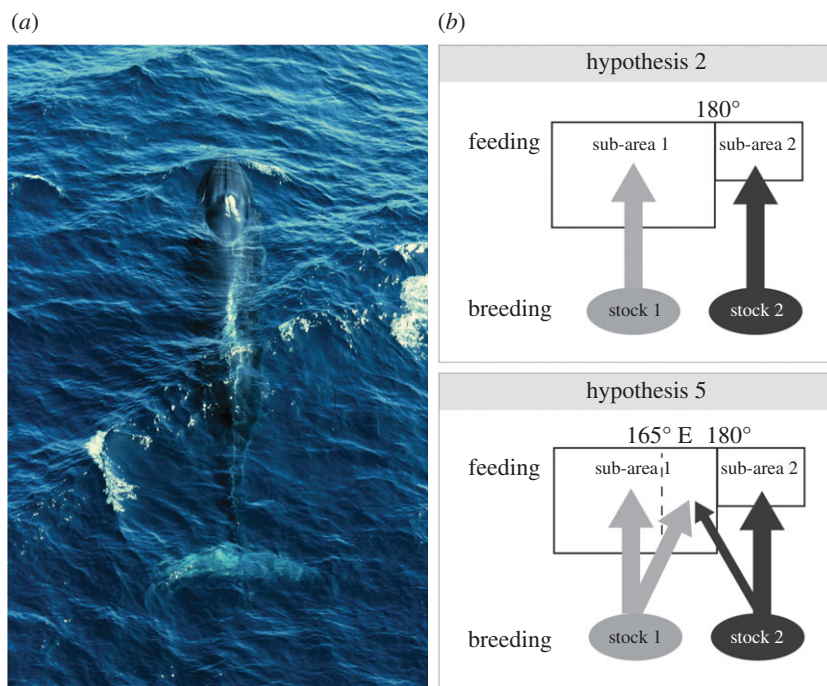 (a)
(b)
hypothesis 2
180°
feeding
sub-area 1
sub-area 2
breeding
stock 1
stock 2
hypothesis 5
165° E 180°
feeding
sub-area 1
sub-area 2
breeding
stock 1
stock 2